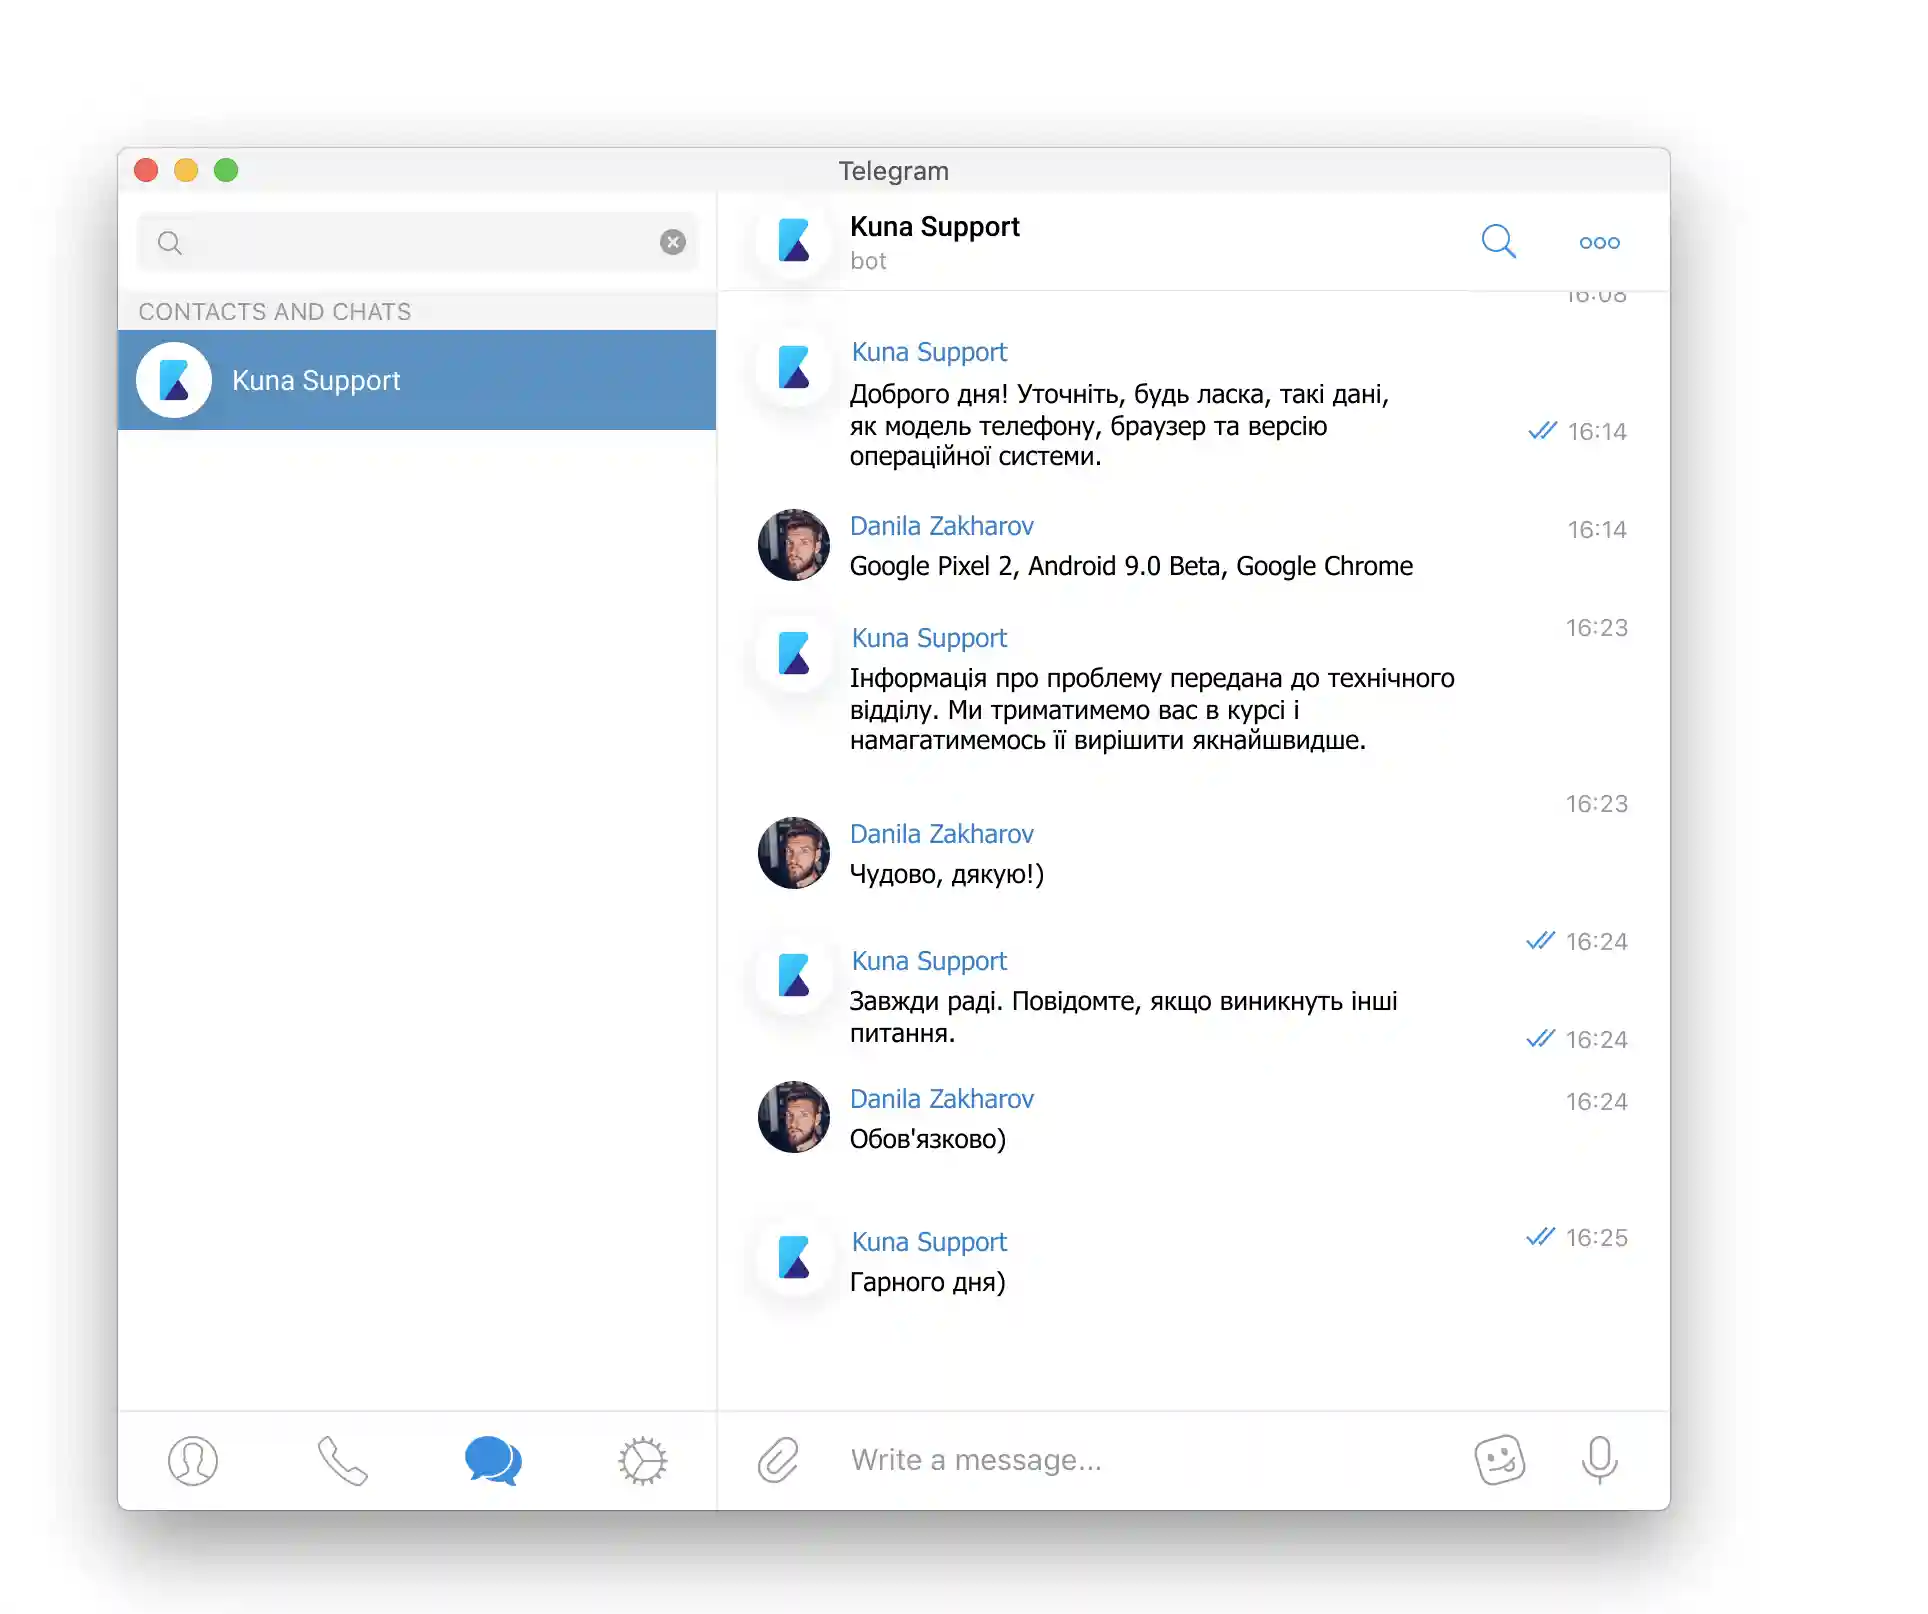 Telegram
CONTACTS AND CHATS
Kuna Support
Kuna Support
bot
16:08
Kuna Support
Доброго дня! Уточніть, будь ласка, такі дані,
як модель телефону, браузер та версію
операційної системи.
16:14
Danila Zakharov
16:14
Google Pixel 2, Android 9.0 Beta, Google Chrome
Kuna Support
16:23
Інформація про проблему передана до технічного
відділу. Ми триматимемо вас в курсі і
намагатимемось її вирішити якнайшвидше.
16:23
Danila Zakharov
Чудово, дякую!)
16:24
Kuna Support
Завжди раді. Повідомте, якщо виникнуть інші
питання.
16:24
Danila Zakharov
16:24
Обов'язково)
Kuna Support
16:25
Гарного дня)
Write a message...